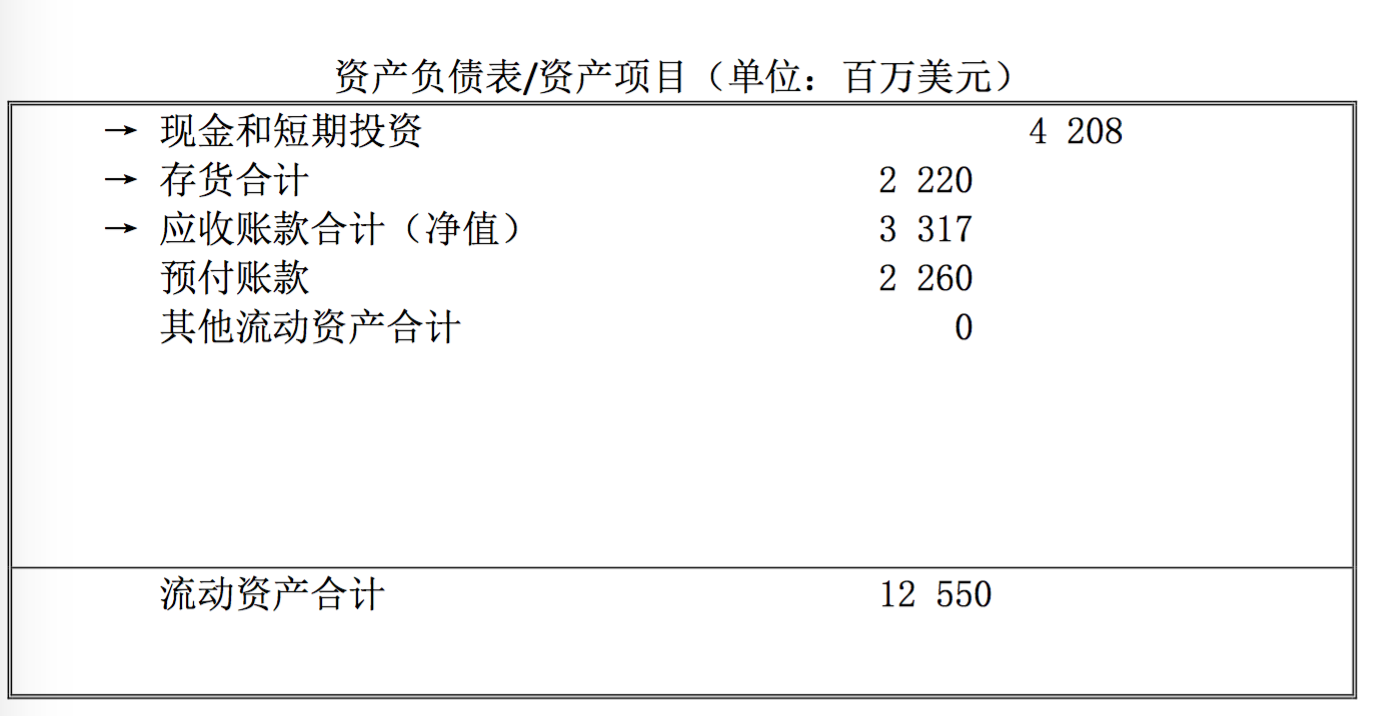 资产负债表/资产项目（单位：百万美元）
→ 现金和短期投资 4 208
→ 存货合计 2 220
→ 应收账款合计（净值） 3 317
预付账款 2 260
其他流动资产合计 0
流动资产合计 12 550